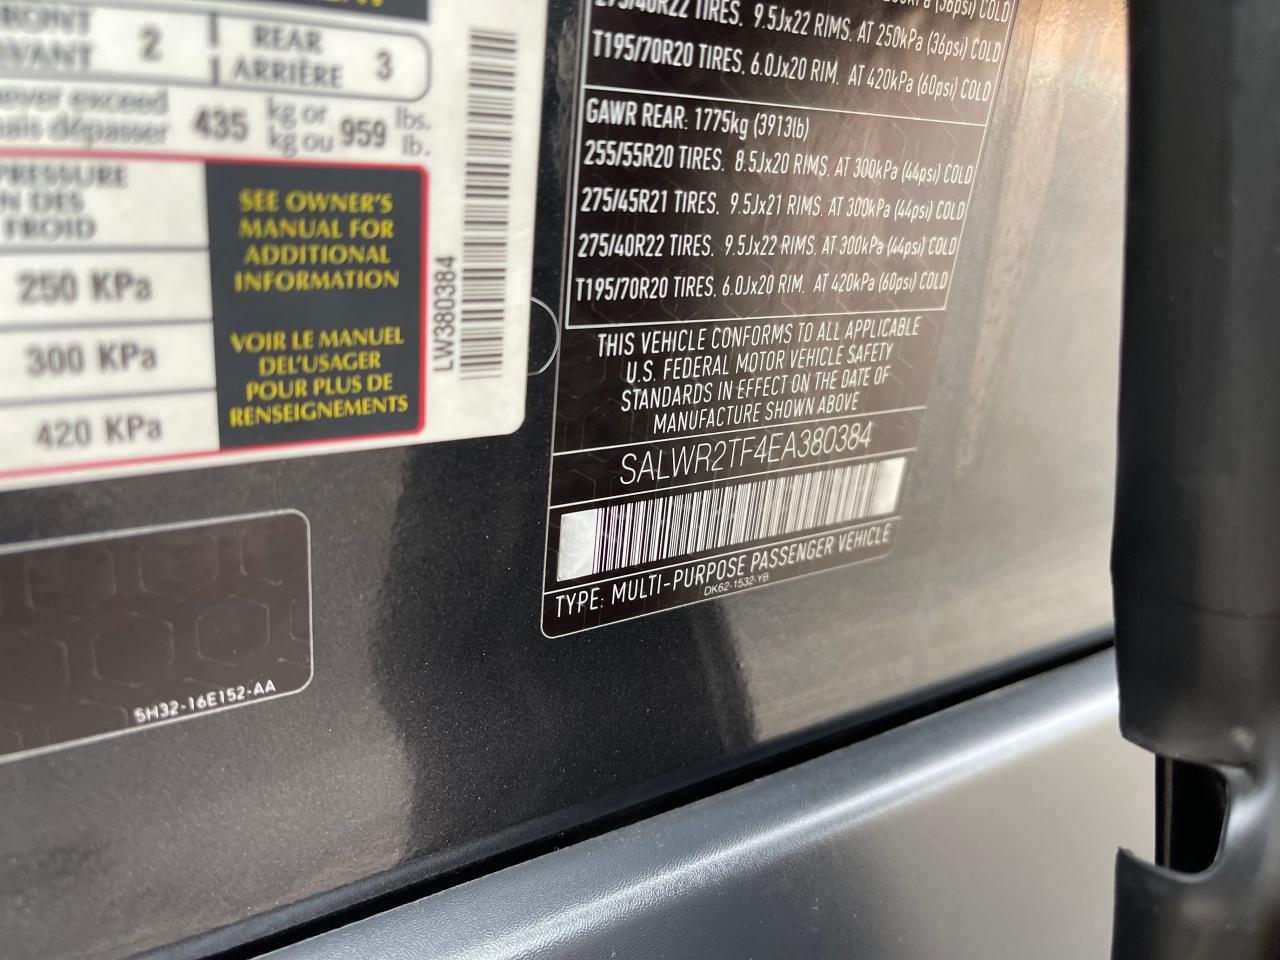 2
REAR
ARRIÈRE 3
never exceed 435 kg or 959 lbs.
dépasser kg ou lb.
PRESSURE
DES
FROID
250 KPa
300 KPa
420 KPa
SEE OWNER'S
MANUAL FOR
ADDITIONAL
INFORMATION
VOIR LE MANUEL
DEL'USAGER
POUR PLUS DE
RENSEIGNEMENTS
LW380384
5H32-16E152-AA
275/40R22 TIRES, 9.5Jx22 RIMS, AT 250kPa (36psi) COLD
T195/70R20 TIRES, 6.0Jx20 RIM, AT 420kPa (60psi) COLD
GAWR REAR: 1775kg (3913lb)
255/55R20 TIRES, 8.5Jx20 RIMS, AT 300kPa (44psi) COLD
275/45R21 TIRES, 9.5Jx21 RIMS, AT 300kPa (44psi) COLD
275/40R22 TIRES, 9.5Jx22 RIMS, AT 300kPa (44psi) COLD
T195/70R20 TIRES, 6.0Jx20 RIM, AT 420kPa (60psi) COLD
THIS VEHICLE CONFORMS TO ALL APPLICABLE
U.S. FEDERAL MOTOR VEHICLE SAFETY
STANDARDS IN EFFECT ON THE DATE OF
MANUFACTURE SHOWN ABOVE
SALWR2TF4EA380384
TYPE: MULTI-PURPOSE PASSENGER VEHICLE
DK62-1532-YB